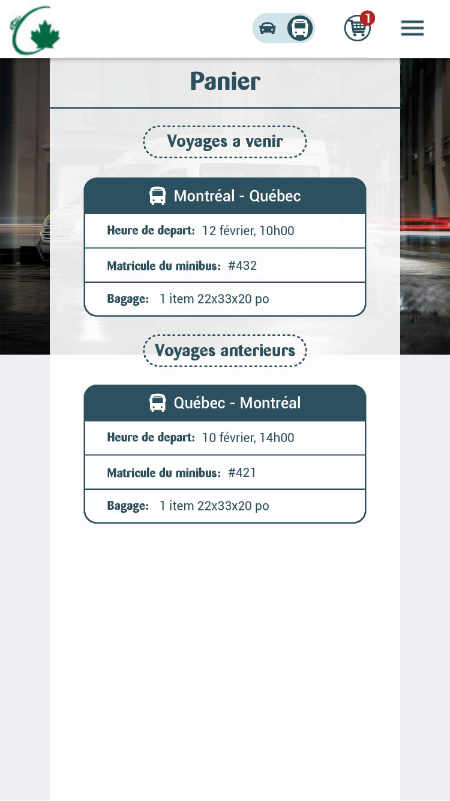 1
Panier
Voyages a venir
Montréal - Québec
Heure de depart: 12 février, 10h00
Matricule du minibus: #432
Bagage: 1 item 22x33x20 po
Voyages anterieurs
Québec - Montréal
Heure de depart: 10 février, 14h00
Matricule du minibus: #421
Bagage: 1 item 22x33x20 po